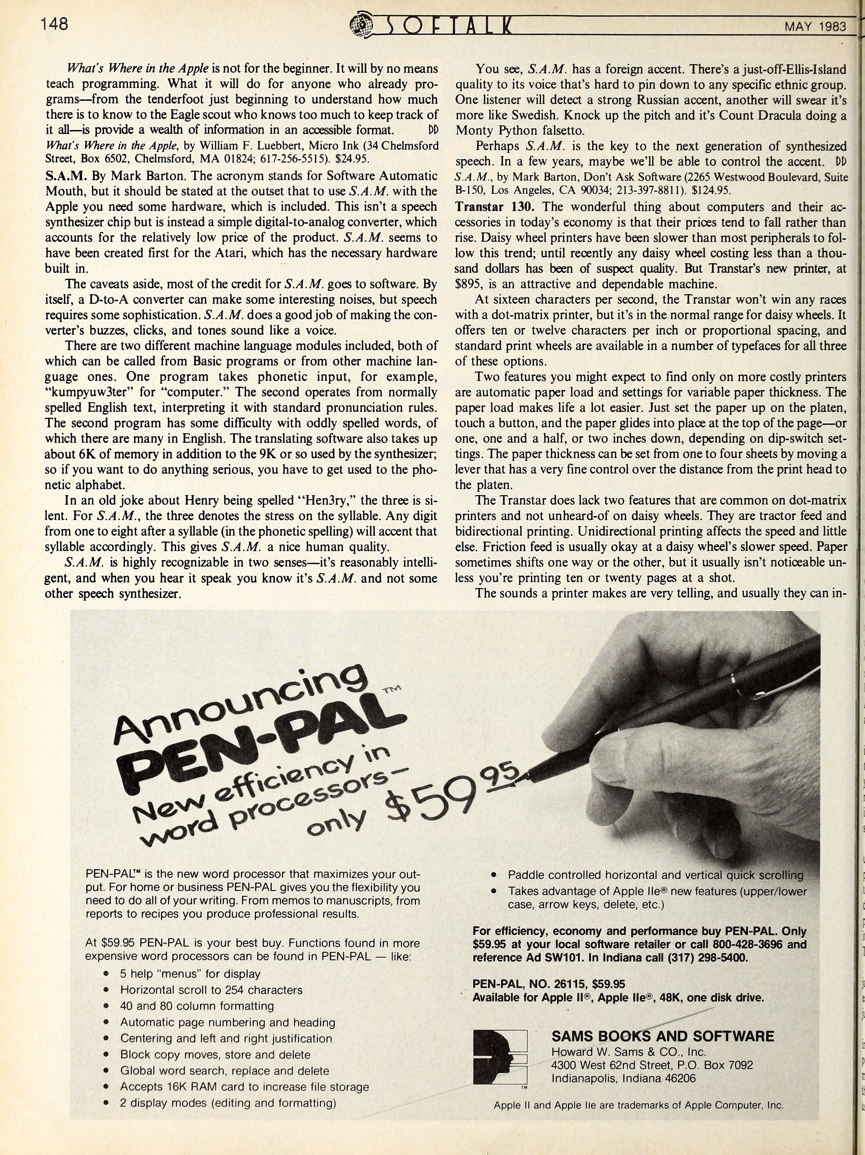 148
SOFTALK
MAY 1983
What's Where in the Apple is not for the beginner. It will by no means
teach programming. What it will do for anyone who already pro-
grams—from the tenderfoot just beginning to understand how much
there is to know to the Eagle scout who knows too much to keep track of
it all—is provide a wealth of information in an accessible format. DD
What's Where in the Apple, by William F. Luebbert, Micro Ink (34 Chelmsford
Street, Box 6502, Chelmsford, MA 01824; 617-256-5515). $24.95.
S.A.M. By Mark Barton. The acronym stands for Software Automatic
Mouth, but it should be stated at the outset that to use S.A.M. with the
Apple you need some hardware, which is included. This isn't a speech
synthesizer chip but is instead a simple digital-to-analog converter, which
accounts for the relatively low price of the product. S.A.M. seems to
have been created first for the Atari, which has the necessary hardware
built in.
The caveats aside, most of the credit for S.A.M. goes to software. By
itself, a D-to-A converter can make some interesting noises, but speech
requires some sophistication. S.A.M. does a good job of making the con-
verter's buzzes, clicks, and tones sound like a voice.
There are two different machine language modules included, both of
which can be called from Basic programs or from other machine lan-
guage ones. One program takes phonetic input, for example,
"kumpyuw3ter" for "computer." The second operates from normally
spelled English text, interpreting it with standard pronunciation rules.
The second program has some difficulty with oddly spelled words, of
which there are many in English. The translating software also takes up
about 6K of memory in addition to the 9K or so used by the synthesizer;
so if you want to do anything serious, you have to get used to the pho-
netic alphabet.
In an old joke about Henry being spelled "Hen3ry," the three is si-
lent. For S.A.M., the three denotes the stress on the syllable. Any digit
from one to eight after a syllable (in the phonetic spelling) will accent that
syllable accordingly. This gives S.A.M. a nice human quality.
S.A.M. is highly recognizable in two senses—it's reasonably intelli-
gent, and when you hear it speak you know it's S.A.M. and not some
other speech synthesizer.
You see, S.A.M. has a foreign accent. There's a just-off-Ellis-Island
quality to its voice that's hard to pin down to any specific ethnic group.
One listener will detect a strong Russian accent, another will swear it's
more like Swedish. Knock up the pitch and it's Count Dracula doing a
Monty Python falsetto.
Perhaps S.A.M. is the key to the next generation of synthesized
speech. In a few years, maybe we'll be able to control the accent. DD
S.A.M., by Mark Barton, Don't Ask Software (2265 Westwood Boulevard, Suite
B-150, Los Angeles, CA 90034; 213-397-8811). $124.95.
Transtar 130. The wonderful thing about computers and their ac-
cessories in today's economy is that their prices tend to fall rather than
rise. Daisy wheel printers have been slower than most peripherals to fol-
low this trend; until recently any daisy wheel costing less than a thou-
sand dollars has been of suspect quality. But Transtar's new printer, at
$895, is an attractive and dependable machine.
At sixteen characters per second, the Transtar won't win any races
with a dot-matrix printer, but it's in the normal range for daisy wheels. It
offers ten or twelve characters per inch or proportional spacing, and
standard print wheels are available in a number of typefaces for all three
of these options.
Two features you might expect to find only on more costly printers
are automatic paper load and settings for variable paper thickness. The
paper load makes life a lot easier. Just set the paper up on the platen,
touch a button, and the paper glides into place at the top of the page—or
one, one and a half, or two inches down, depending on dip-switch set-
tings. The paper thickness can be set from one to four sheets by moving a
lever that has a very fine control over the distance from the print head to
the platen.
The Transtar does lack two features that are common on dot-matrix
printers and not unheard-of on daisy wheels. They are tractor feed and
bidirectional printing. Unidirectional printing affects the speed and little
else. Friction feed is usually okay at a daisy wheel's slower speed. Paper
sometimes shifts one way or the other, but it usually isn't noticeable un-
less you're printing ten or twenty pages at a shot.
The sounds a printer makes are very telling, and usually they can in-
Announcing
PEN-PAL™
New efficiency in
word processors—
only $59.95
PEN-PAL™ is the new word processor that maximizes your out-
put. For home or business PEN-PAL gives you the flexibility you
need to do all of your writing. From memos to manuscripts, from
reports to recipes you produce professional results.
At $59.95 PEN-PAL is your best buy. Functions found in more
expensive word processors can be found in PEN-PAL — like:
• 5 help "menus" for display
• Horizontal scroll to 254 characters
• 40 and 80 column formatting
• Automatic page numbering and heading
• Centering and left and right justification
• Block copy moves, store and delete
• Global word search, replace and delete
• Accepts 16K RAM card to increase file storage
• 2 display modes (editing and formatting)
• Paddle controlled horizontal and vertical quick scrolling
• Takes advantage of Apple IIe® new features (upper/lower
case, arrow keys, delete, etc.)
For efficiency, economy and performance buy PEN-PAL. Only
$59.95 at your local software retailer or call 800-428-3696 and
reference Ad SW101. In Indiana call (317) 298-5400.
PEN-PAL, NO. 26115, $59.95
Available for Apple II®, Apple IIe®, 48K, one disk drive.
SAMS BOOKS AND SOFTWARE
Howard W. Sams & CO., Inc.
4300 West 62nd Street, P.O. Box 7092
Indianapolis, Indiana 46206
TM
Apple II and Apple IIe are trademarks of Apple Computer, Inc.